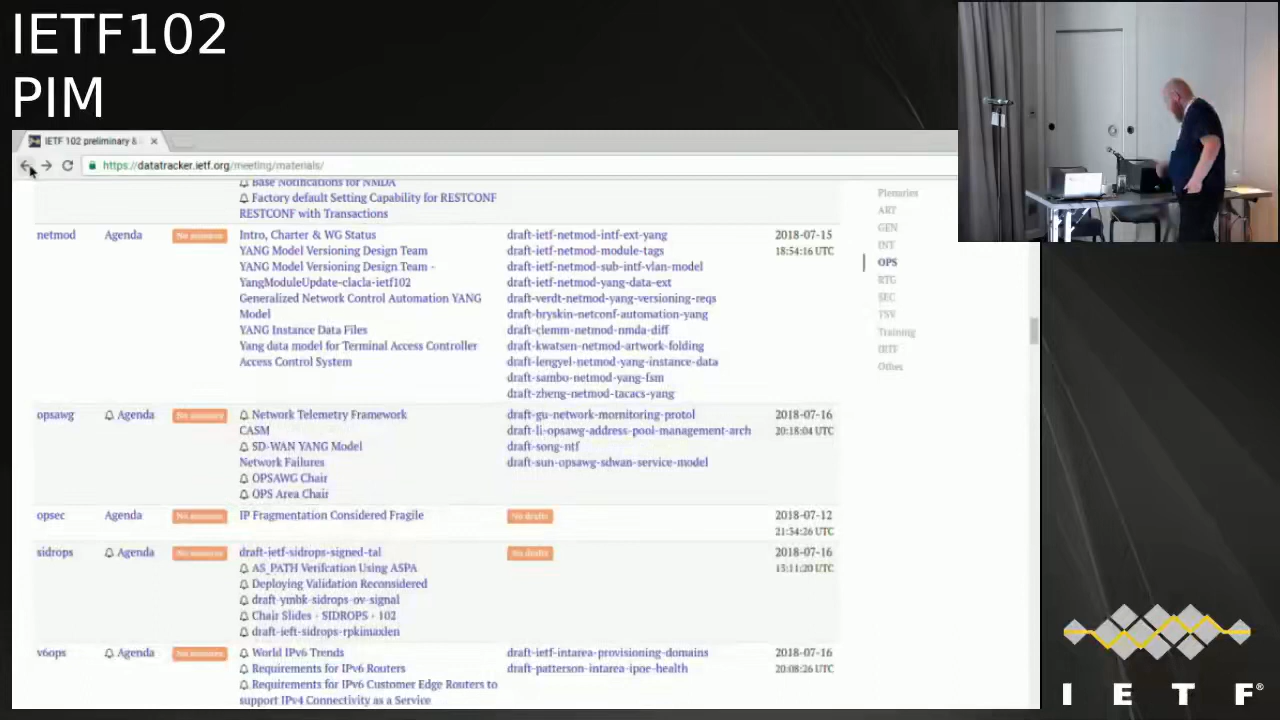 IETF102
PIM
IETF 102 preliminary &
https://datatracker.ietf.org/meeting/materials/
Base Notifications for NMDA
Factory default Setting Capability for RESTCONF
RESTCONF with Transactions
netmod Agenda No minutes Intro, Charter & WG Status draft-ietf-netmod-intf-ext-yang 2018-07-15
YANG Model Versioning Design Team draft-ietf-netmod-module-tags 18:54:16 UTC
YANG Model Versioning Design Team - draft-ietf-netmod-sub-intf-vlan-model
YangModuleUpdate-clacla-ietf102 draft-ietf-netmod-yang-data-ext
Generalized Network Control Automation YANG draft-verdt-netmod-yang-versioning-reqs
Model draft-bryskin-netconf-automation-yang
YANG Instance Data Files draft-clemm-netmod-nmda-diff
Yang data model for Terminal Access Controller draft-kwatsen-netmod-artwork-folding
Access Control System draft-lengyel-netmod-yang-instance-data
draft-sambo-netmod-yang-fsm
draft-zheng-netmod-tacacs-yang
opsawg Agenda No minutes Network Telemetry Framework draft-gu-network-mornitoring-protol 2018-07-16
CASM draft-li-opsawg-address-pool-management-arch 20:18:04 UTC
SD-WAN YANG Model draft-song-ntf
Network Failures draft-sun-opsawg-sdwan-service-model
OPSAWG Chair
OPS Area Chair
opsec Agenda No minutes IP Fragmentation Considered Fragile No drafts 2018-07-12
21:34:26 UTC
sidrops Agenda No minutes draft-ietf-sidrops-signed-tal No drafts 2018-07-16
AS_PATH Verifcation Using ASPA 15:11:20 UTC
Deploying Validation Reconsidered
draft-ymbk-sidrops-ov-signal
Chair Slides - SIDROPS - 102
draft-ieft-sidrops-rpkimaxlen
v6ops Agenda No minutes World IPv6 Trends draft-ietf-intarea-provisioning-domains 2018-07-16
Requirements for IPv6 Routers draft-patterson-intarea-ipoe-health 20:08:26 UTC
Requirements for IPv6 Customer Edge Routers to
support IPv4 Connectivity as a Service
Plenaries
ART
GEN
INT
OPS
RTG
SEC
TSV
Training
IRTF
Other
I E T F®